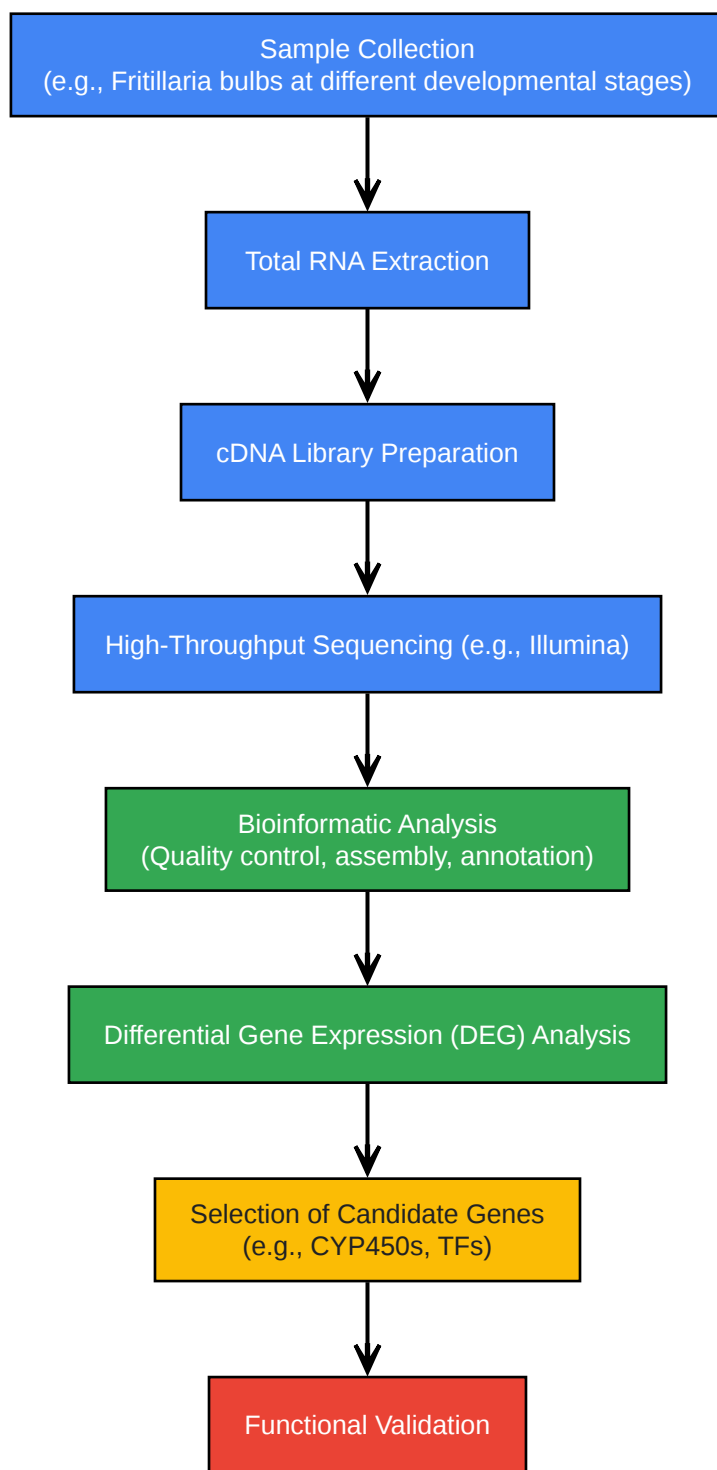 Sample Collection
(e.g., Fritillaria bulbs at different developmental stages)
Total RNA Extraction
cDNA Library Preparation
High-Throughput Sequencing (e.g., Illumina)
Bioinformatic Analysis
(Quality control, assembly, annotation)
Differential Gene Expression (DEG) Analysis
Selection of Candidate Genes
(e.g., CYP450s, TFs)
Functional Validation